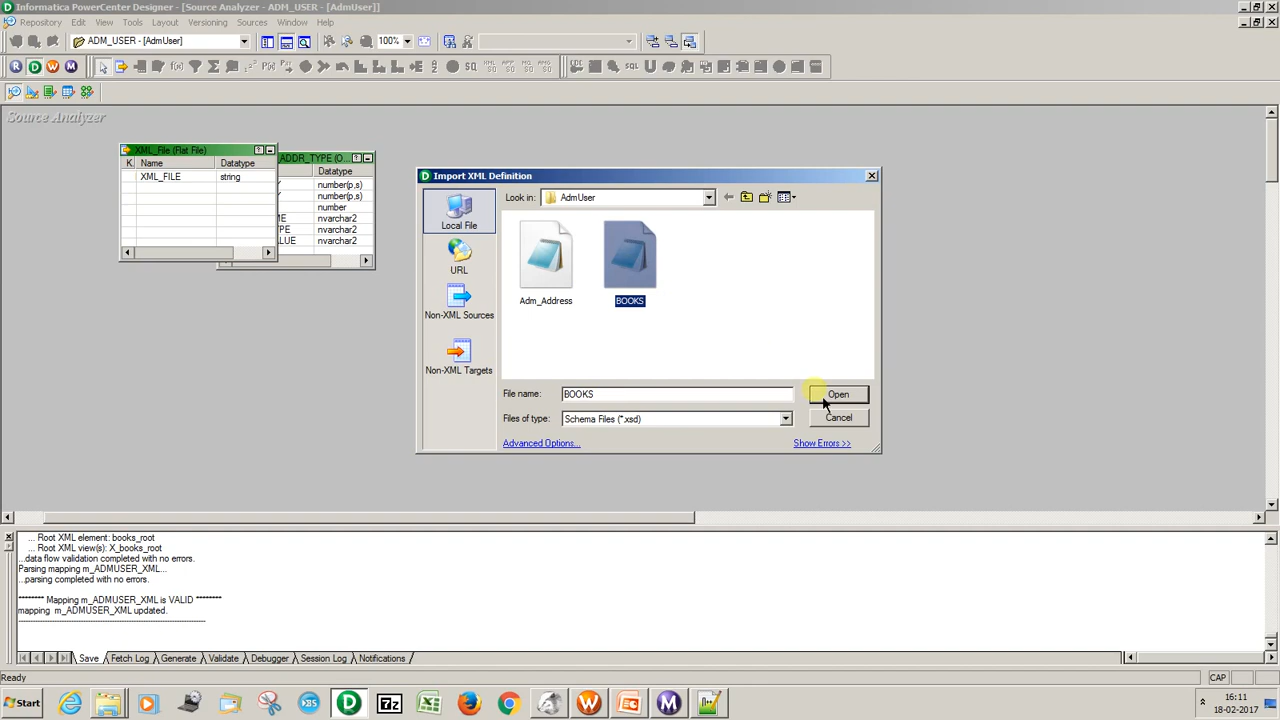 Informatica PowerCenter Designer - [Source Analyzer - ADM_USER - [AdmUser]]
Repository Edit View Tools Layout Versioning Sources Window Help
ADM_USER - [AdmUser]
100%
Source Analyzer
XML_File (Flat File)
K Name Datatype
XML_FILE string
ADDR_TYPE (O...
Datatype
number(p,s)
number(p,s)
number
ME nvarchar2
PE nvarchar2
LUE nvarchar2
Import XML Definition
Look in: AdmUser
Local File
URL
Non-XML Sources
Non-XML Targets
Adm_Address
BOOKS
File name: BOOKS
Open
Files of type: Schema Files (*.xsd)
Cancel
Advanced Options...
Show Errors >>
... Root XML element: books_root
... Root XML view(s): X_books_root
...data flow validation completed with no errors.
Parsing mapping m_ADMUSER_XML...
...parsing completed with no errors.
******** Mapping m_ADMUSER_XML is VALID ********
mapping m_ADMUSER_XML updated.
Save Fetch Log Generate Validate Debugger Session Log Notifications
Ready
CAP
Start
16:11
18-02-2017